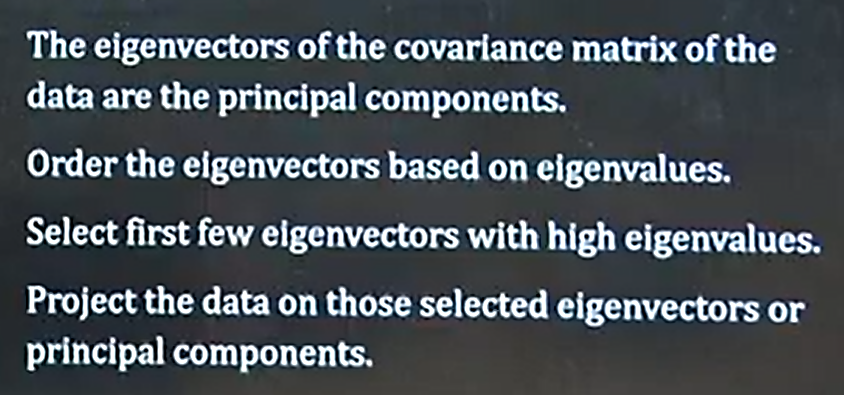 The eigenvectors of the covariance matrix of the
data are the principal components.
Order the eigenvectors based on eigenvalues.
Select first few eigenvectors with high eigenvalues.
Project the data on those selected eigenvectors or
principal components.